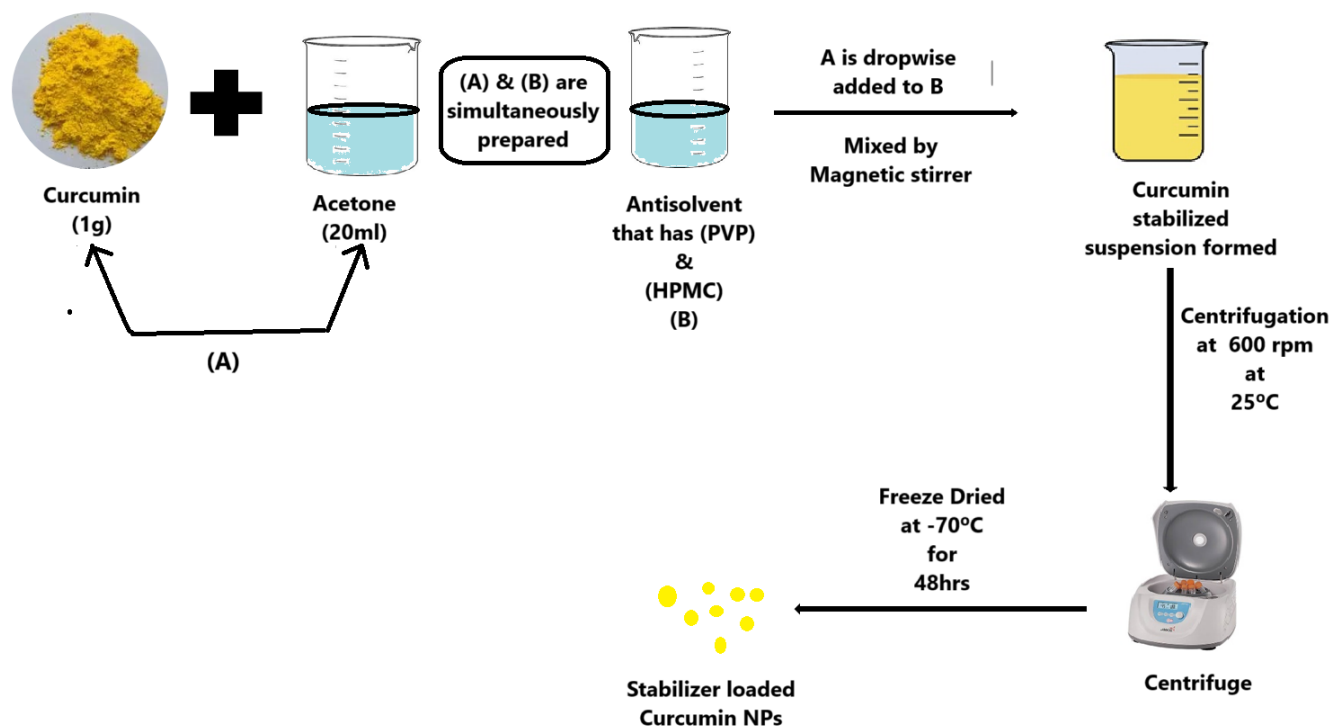 Curcumin
(1g)
Acetone
(20ml)
(A)
(A) & (B) are
simultaneously
prepared
Antisolvent
that has (PVP)
&
(HPMC)
(B)
A is dropwise
added to B
Mixed by
Magnetic stirrer
Curcumin
stabilized
suspension formed
Centrifugation
at 600 rpm
at
25ºC
Centrifuge
Freeze Dried
at -70ºC
for
48hrs
Stabilizer loaded
Curcumin NPs